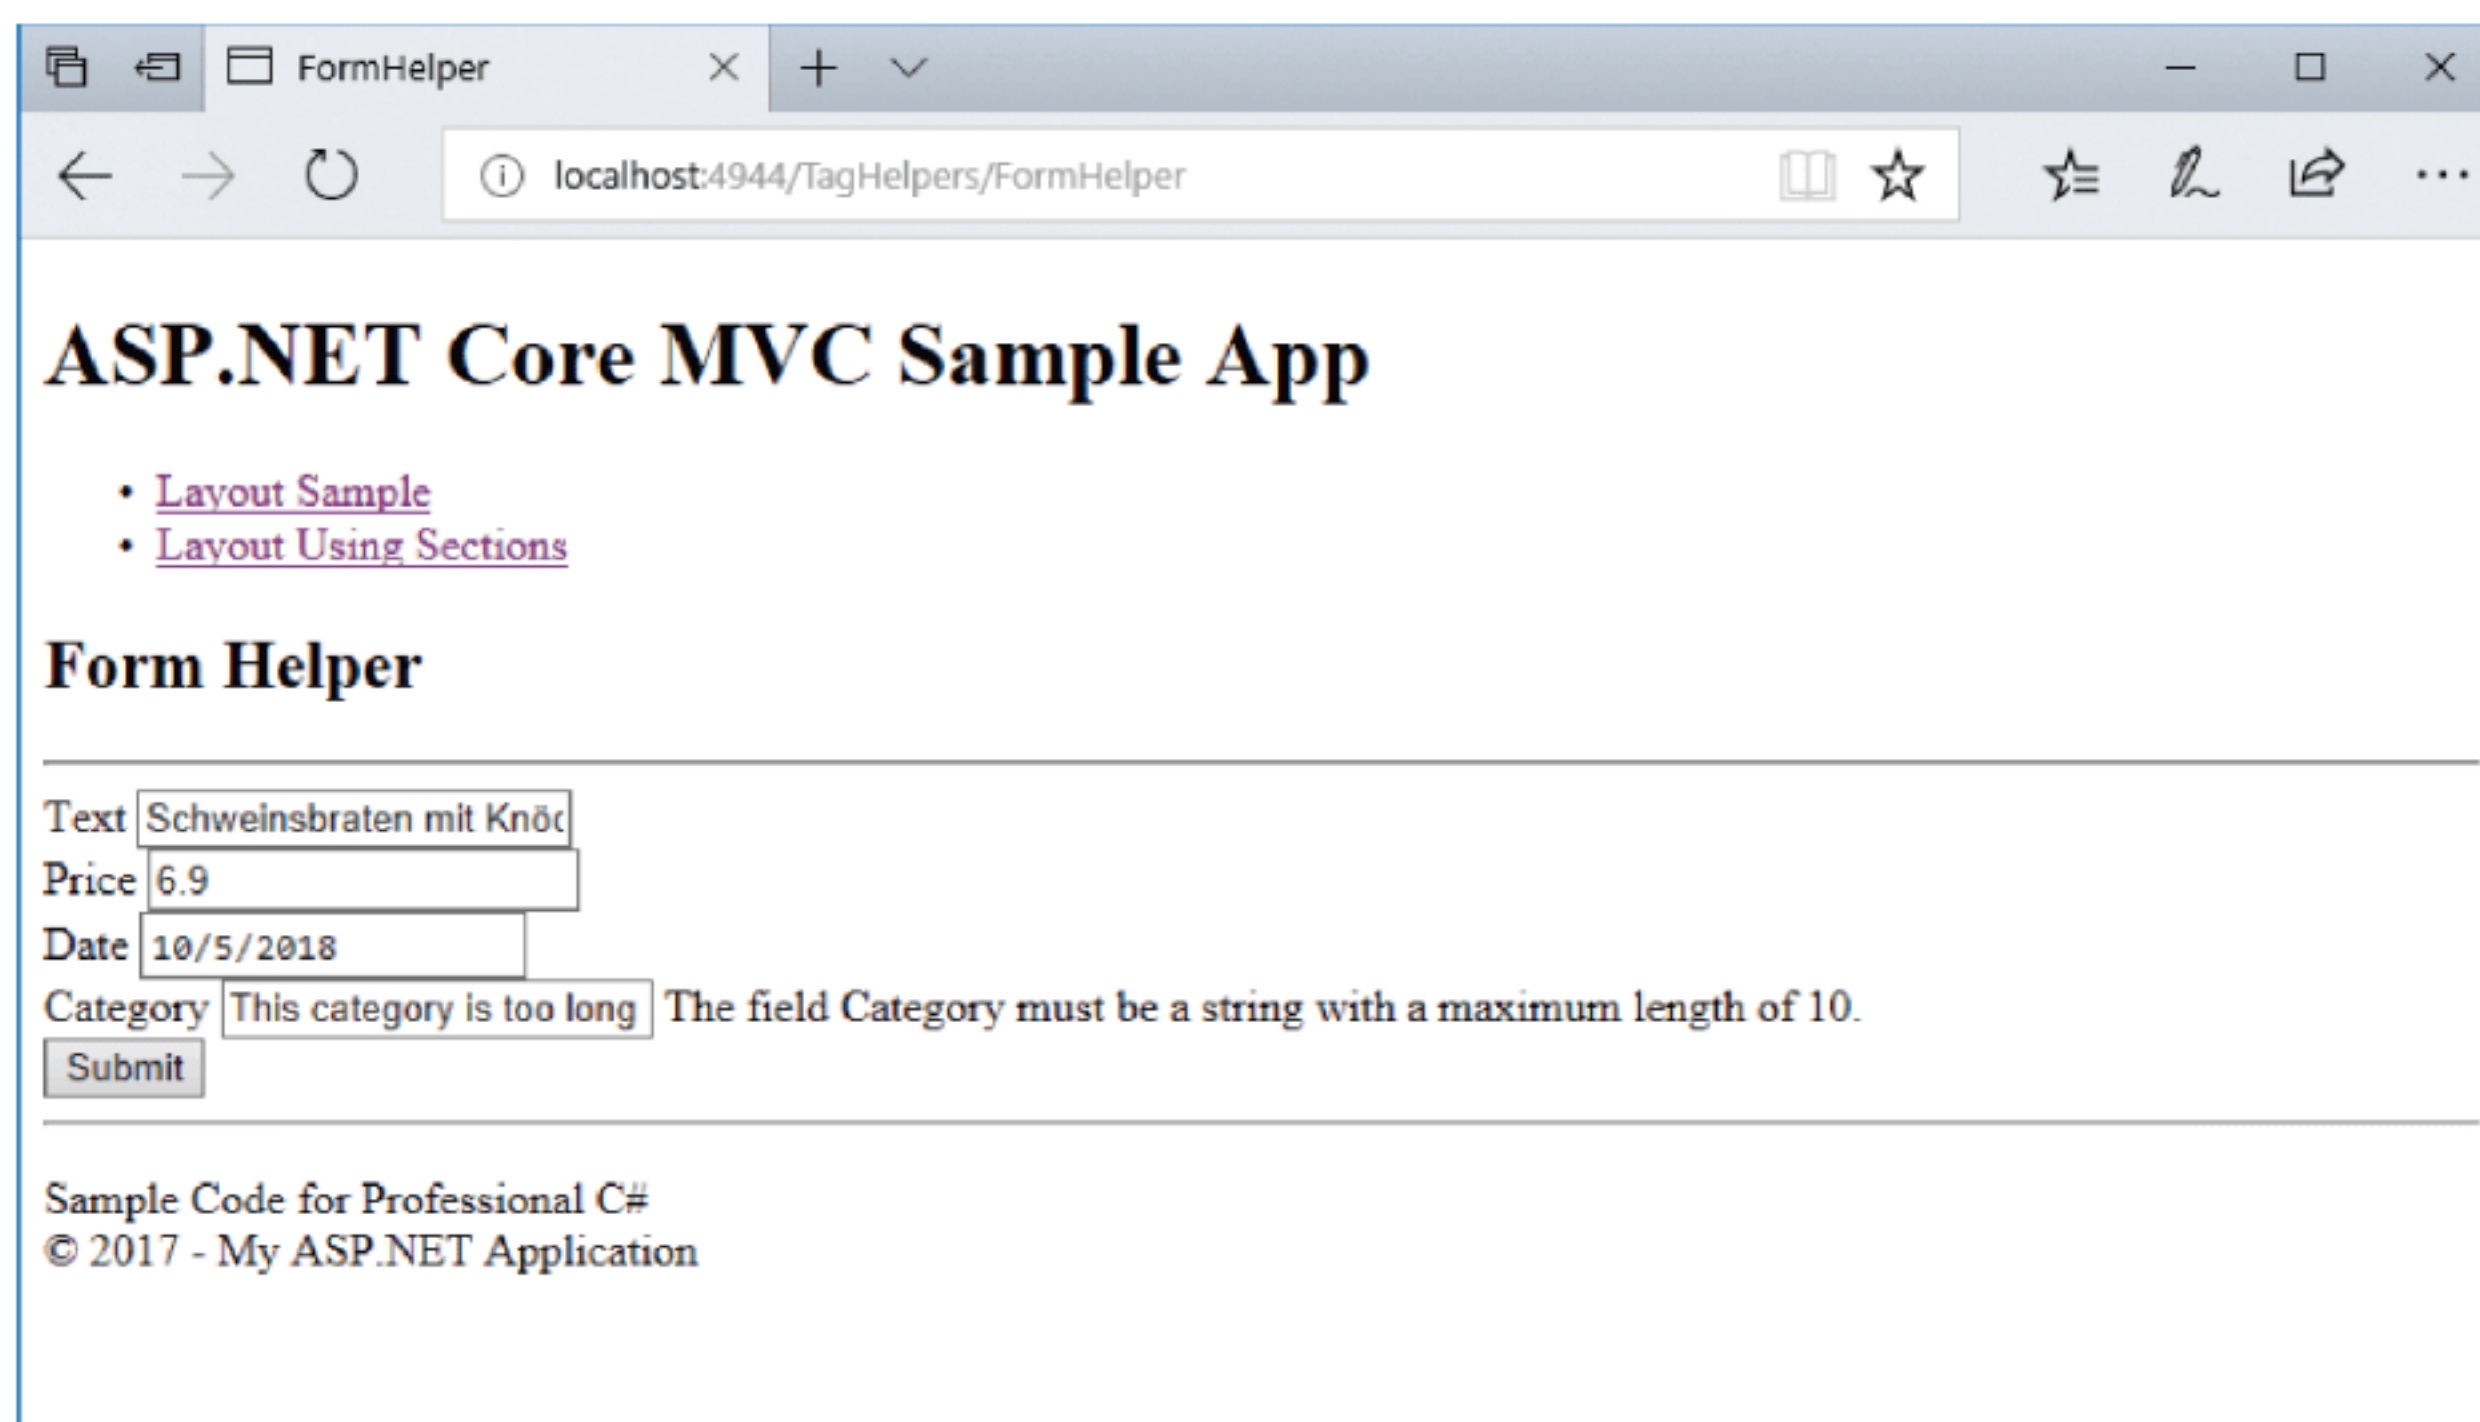 FormHelper
localhost:4944/TagHelpers/FormHelper
ASP.NET Core MVC Sample App
• Layout Sample
• Layout Using Sections
Form Helper
Text Schweinsbraten mit Knöc
Price 6.9
Date 10/5/2018
Category This category is too long The field Category must be a string with a maximum length of 10.
Submit
Sample Code for Professional C#
© 2017 - My ASP.NET Application